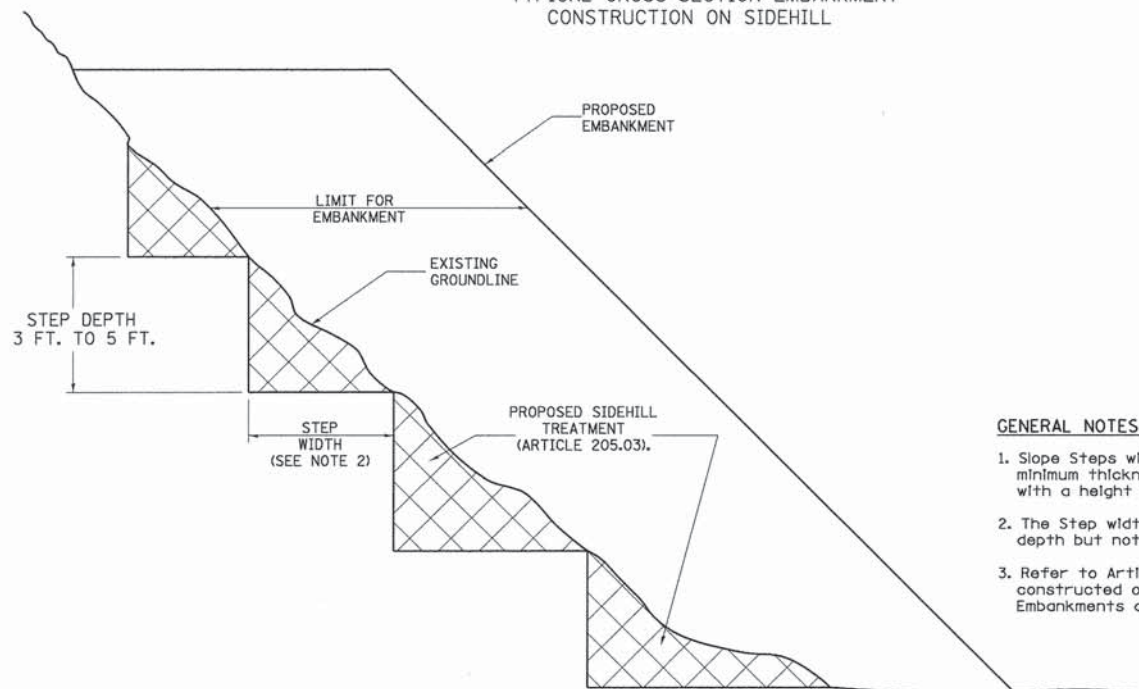 CONSTRUCTION ON SIDEHILL
PROPOSED
EMBANKMENT
LIMIT FOR
EMBANKMENT
EXISTING
GROUNDLINE
STEP DEPTH
3 FT. TO 5 FT.
STEP
WIDTH
(SEE NOTE 2)
PROPOSED SIDEHILL
TREATMENT
(ARTICLE 205.03).
GENERAL NOTES
1. Slope Steps
minimum
with a height
2. The Step
depth but not
3. Refer to
constructed
Embankments